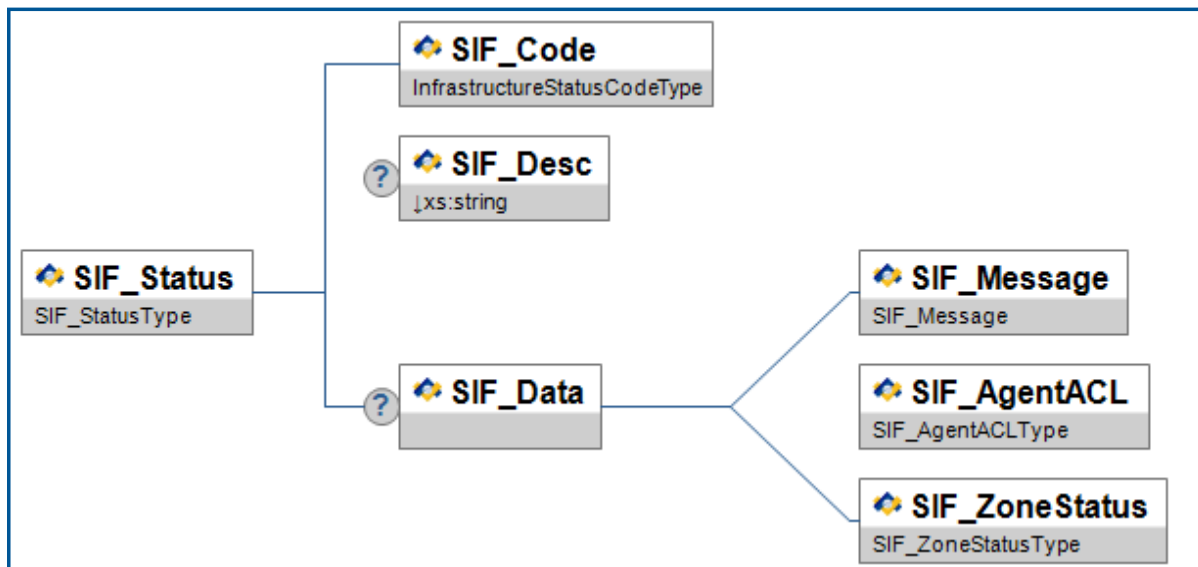 SIF_Code
InfrastructureStatusCodeType
?
SIF_Desc
↓xs:string
SIF_Status
SIF_StatusType
?
SIF_Data
SIF_Message
SIF_Message
SIF_AgentACL
SIF_AgentACLType
SIF_ZoneStatus
SIF_ZoneStatusType